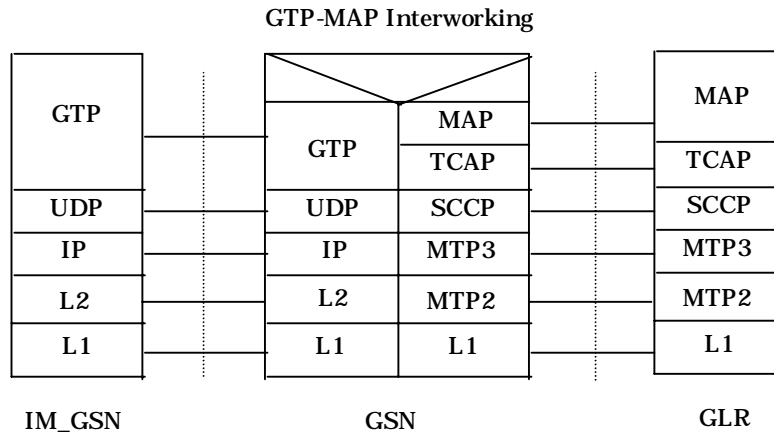 GTP-MAP Interworking
GTP GTP MAP MAP
TCAP TCAP
UDP UDP SCCP SCCP
IP IP MTP3 MTP3
L2 L2 MTP2 MTP2
L1 L1 L1 L1
IM_GSN GSN GLR